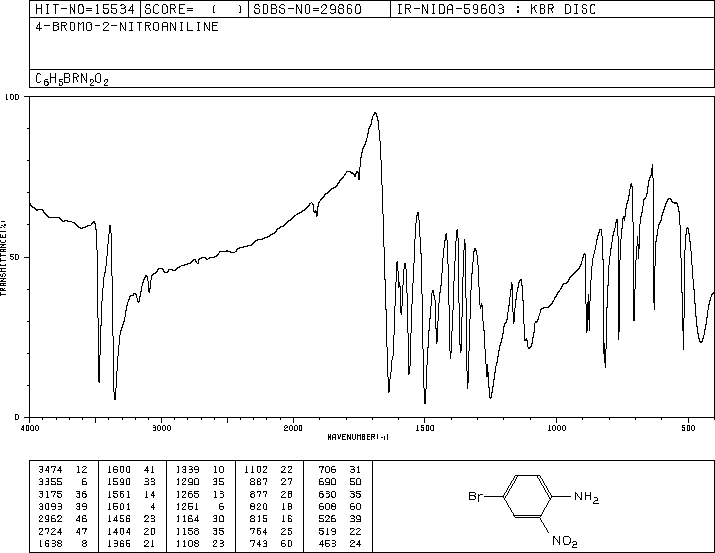 HIT-NO=15534 SCORE= ( ) SDBS-NO=29860 IR-NIDA-59603 : KBR DISC
4-BROMO-2-NITROANILINE
C6H5BRN2O2
100
50
0
TRANSMITTANCE(%)
4000 3000 2000 1500 1000 500
WAVENUMBER(-1)
3474 12 1600 41 1339 10 1102 22 706 31
3355 6 1590 33 1290 35 887 27 690 50
3175 36 1561 14 1265 13 877 28 630 35
3093 39 1501 4 1251 6 820 18 608 60
2962 46 1456 23 1164 30 815 16 526 39
2724 47 1404 20 1158 35 764 25 519 22
1638 8 1366 21 1108 23 743 60 453 24
Br NH2
NO2